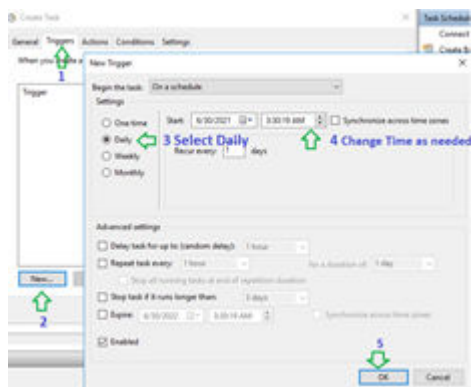 Create Task
Task Schedule
General Triggers Actions Conditions Settings
Connect
Create B
When you create a
1
New Trigger
Trigger
Begin the task: On a schedule
Settings
One time
Start: 6/30/2021 3:30:19 AM Synchronize across time zones
Daily
3 Select Daily
4 Change Time as needed
Weekly
Recur every: 1 days
Monthly
Advanced settings
Delay task for up to (random delay): 1 hour
Repeat task every: 1 hour for a duration of: 1 day
Stop all running tasks at end of repetition duration
New...
Stop task if it runs longer than: 3 days
2
Expire: 6/30/2022 3:30:19 AM Synchronize across time zones
Enabled
5
OK Cancel